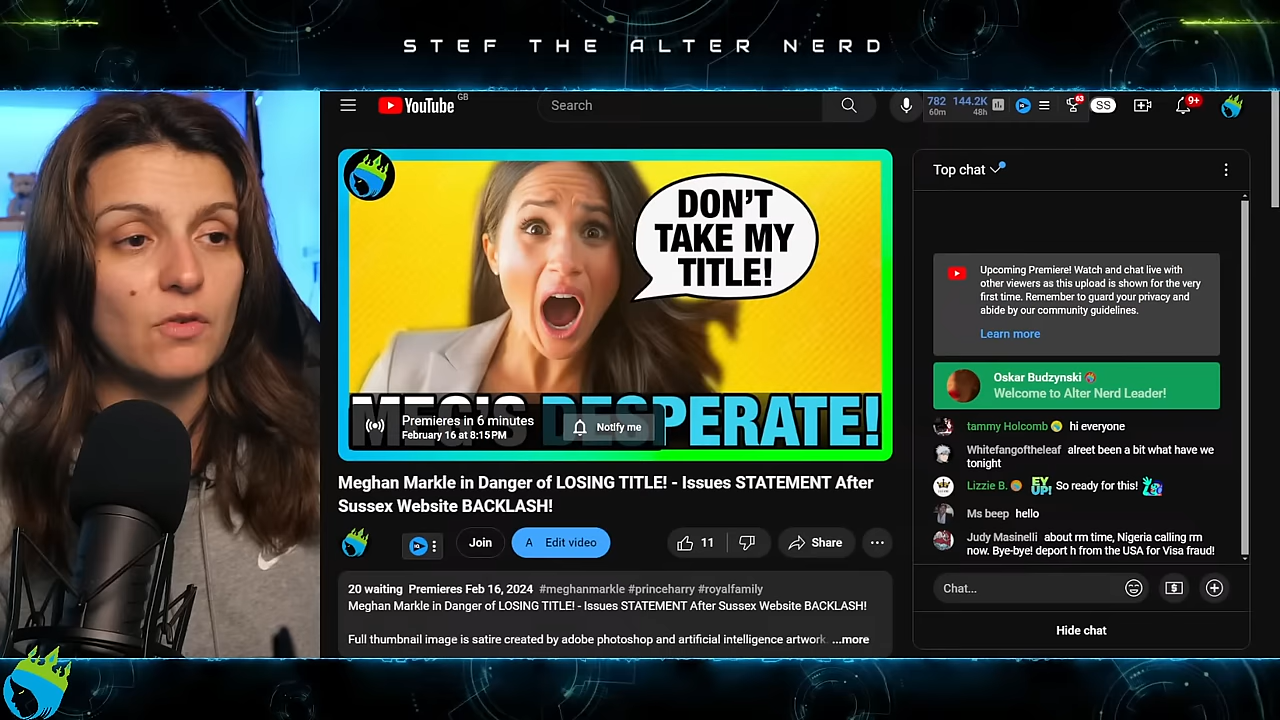 STEF THE ALTER NERD
YouTube GB
Search
782 144.2K
60m 48h
63
SS
9+
DON'T
TAKE MY
TITLE!
MEG'S DESPERATE!
Premieres in 6 minutes
February 16 at 8:15 PM
Notify me
Meghan Markle in Danger of LOSING TITLE! - Issues STATEMENT After
Sussex Website BACKLASH!
Join
Edit video
11
Share
20 waiting Premieres Feb 16, 2024 #meghanmarkle #princeharry #royalfamily
Meghan Markle in Danger of LOSING TITLE! - Issues STATEMENT After Sussex Website BACKLASH!
Full thumbnail image is satire created by adobe photoshop and artificial intelligence artwork ...more
Top chat
Upcoming Premiere! Watch and chat live with
other viewers as this upload is shown for the very
first time. Remember to guard your privacy and
abide by our community guidelines.
Learn more
Oskar Budzynski
Welcome to Alter Nerd Leader!
tammy Holcomb hi everyone
Whitefangoftheleaf alreet been a bit what have we
tonight
Lizzie B. EY UP! So ready for this!
Ms beep hello
Judy Masinelli about rm time, Nigeria calling rm
now. Bye-bye! deport h from the USA for Visa fraud!
Chat...
Hide chat